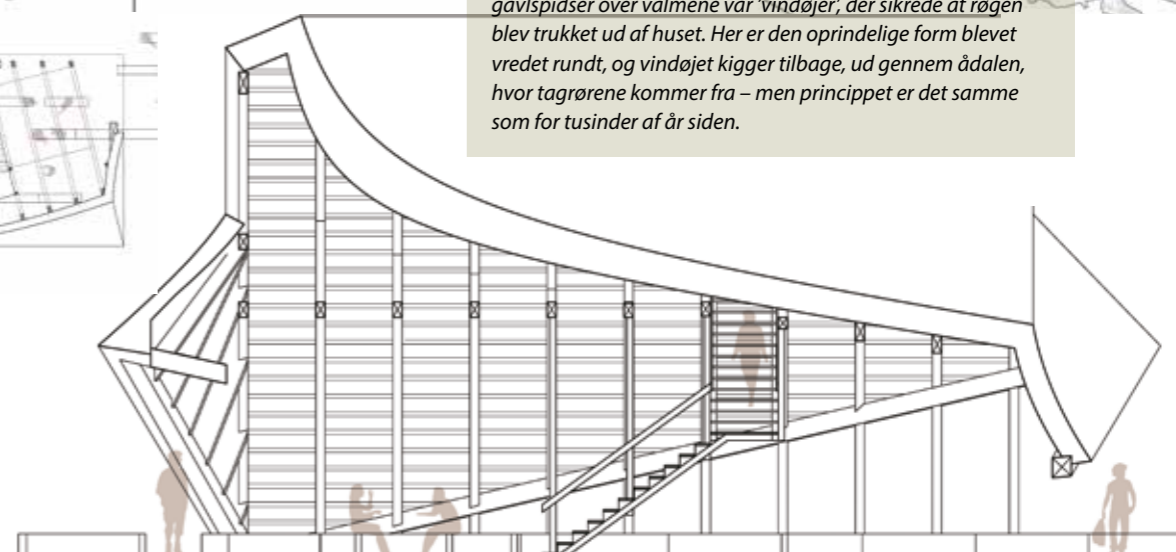 gavlspidser over valmene var 'vindøjer', der sikrede at røgen
blev trukket ud af huset. Her er den oprindelige form blevet
vredet rundt, og vindøjet kigger tilbage, ud gennem ådalen,
hvor tagrørene kommer fra – men princippet er det samme
som for tusinder af år siden.